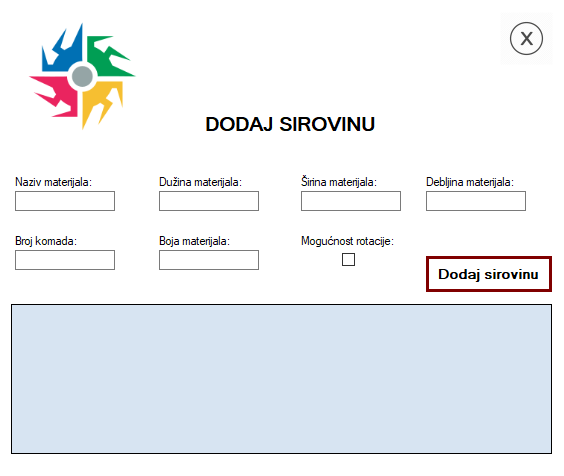 X
DODAJ SIROVINU
Naziv materijala:
Dužina materijala:
Širina materijala:
Debljina materijala:
Broj komada:
Boja materijala:
Mogućnost rotacije:
Dodaj sirovinu